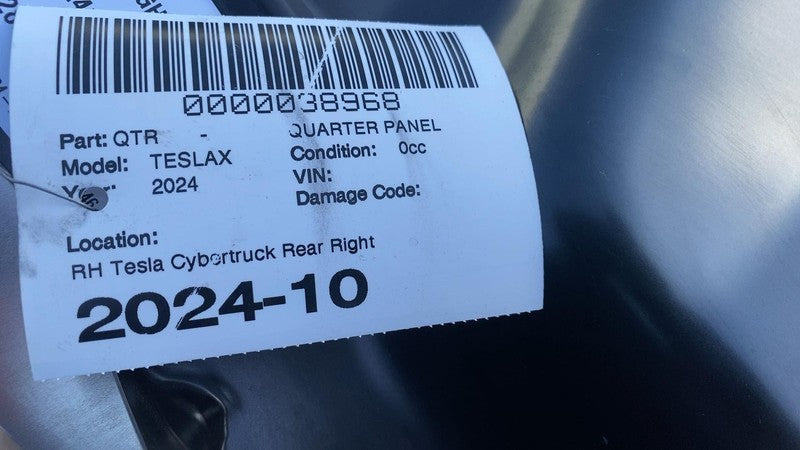 0000038968
Part: QTR - QUARTER PANEL
Model: TESLAX Condition: 0cc
Year: 2024 VIN:
Damage Code:
Location:
RH Tesla Cybertruck Rear Right
2024-10